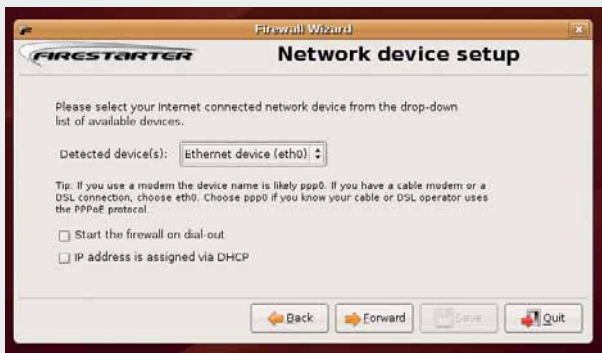 Firewall Wizard
FIRESTARTER
Network device setup
Please select your Internet connected network device from the drop-down
list of available devices.
Detected device(s): Ethernet device (eth0)
Tip: If you use a modem the device name is likely ppp0. If you have a cable modem or a
DSL connection, choose eth0. Choose ppp0 if you know your cable or DSL operator uses
the PPPoE protocol.
Start the firewall on dial-out
IP address is assigned via DHCP
Back Forward Save Quit